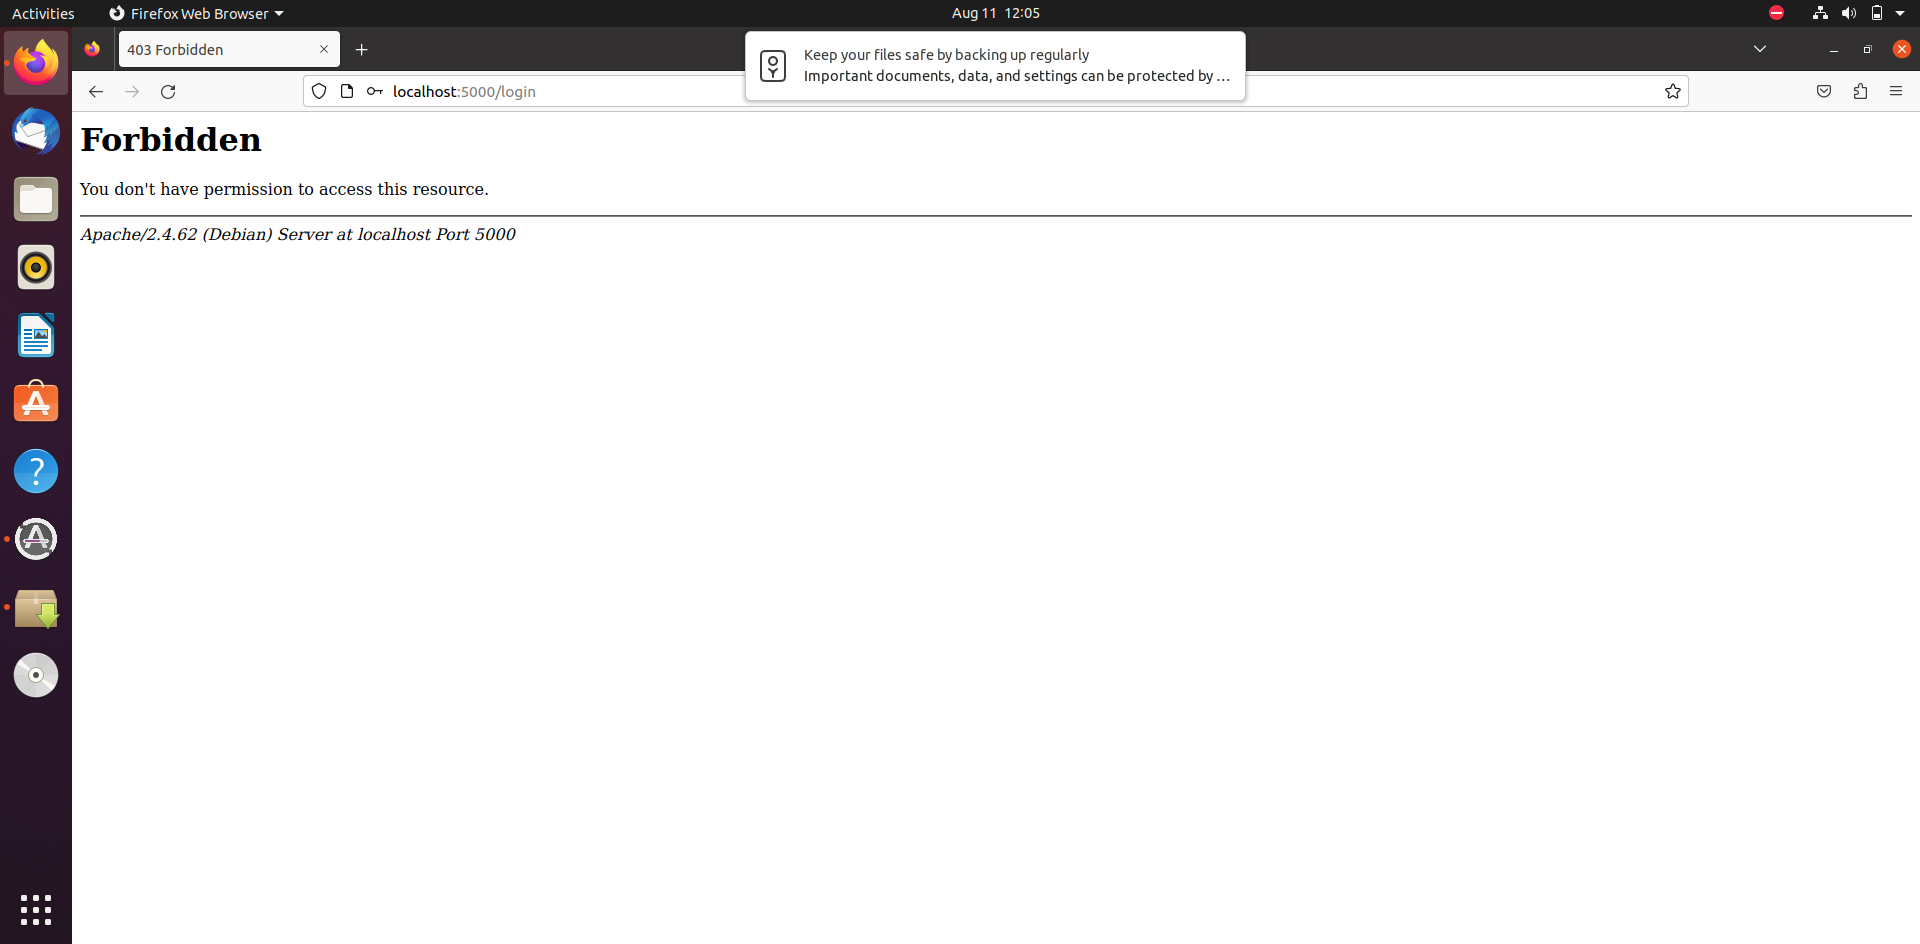 Activities
Firefox Web Browser
Aug 11 12:05
403 Forbidden
Keep your files safe by backing up regularly
Important documents, data, and settings can be protected by ...
localhost:5000/login
Forbidden
You don't have permission to access this resource.
Apache/2.4.62 (Debian) Server at localhost Port 5000